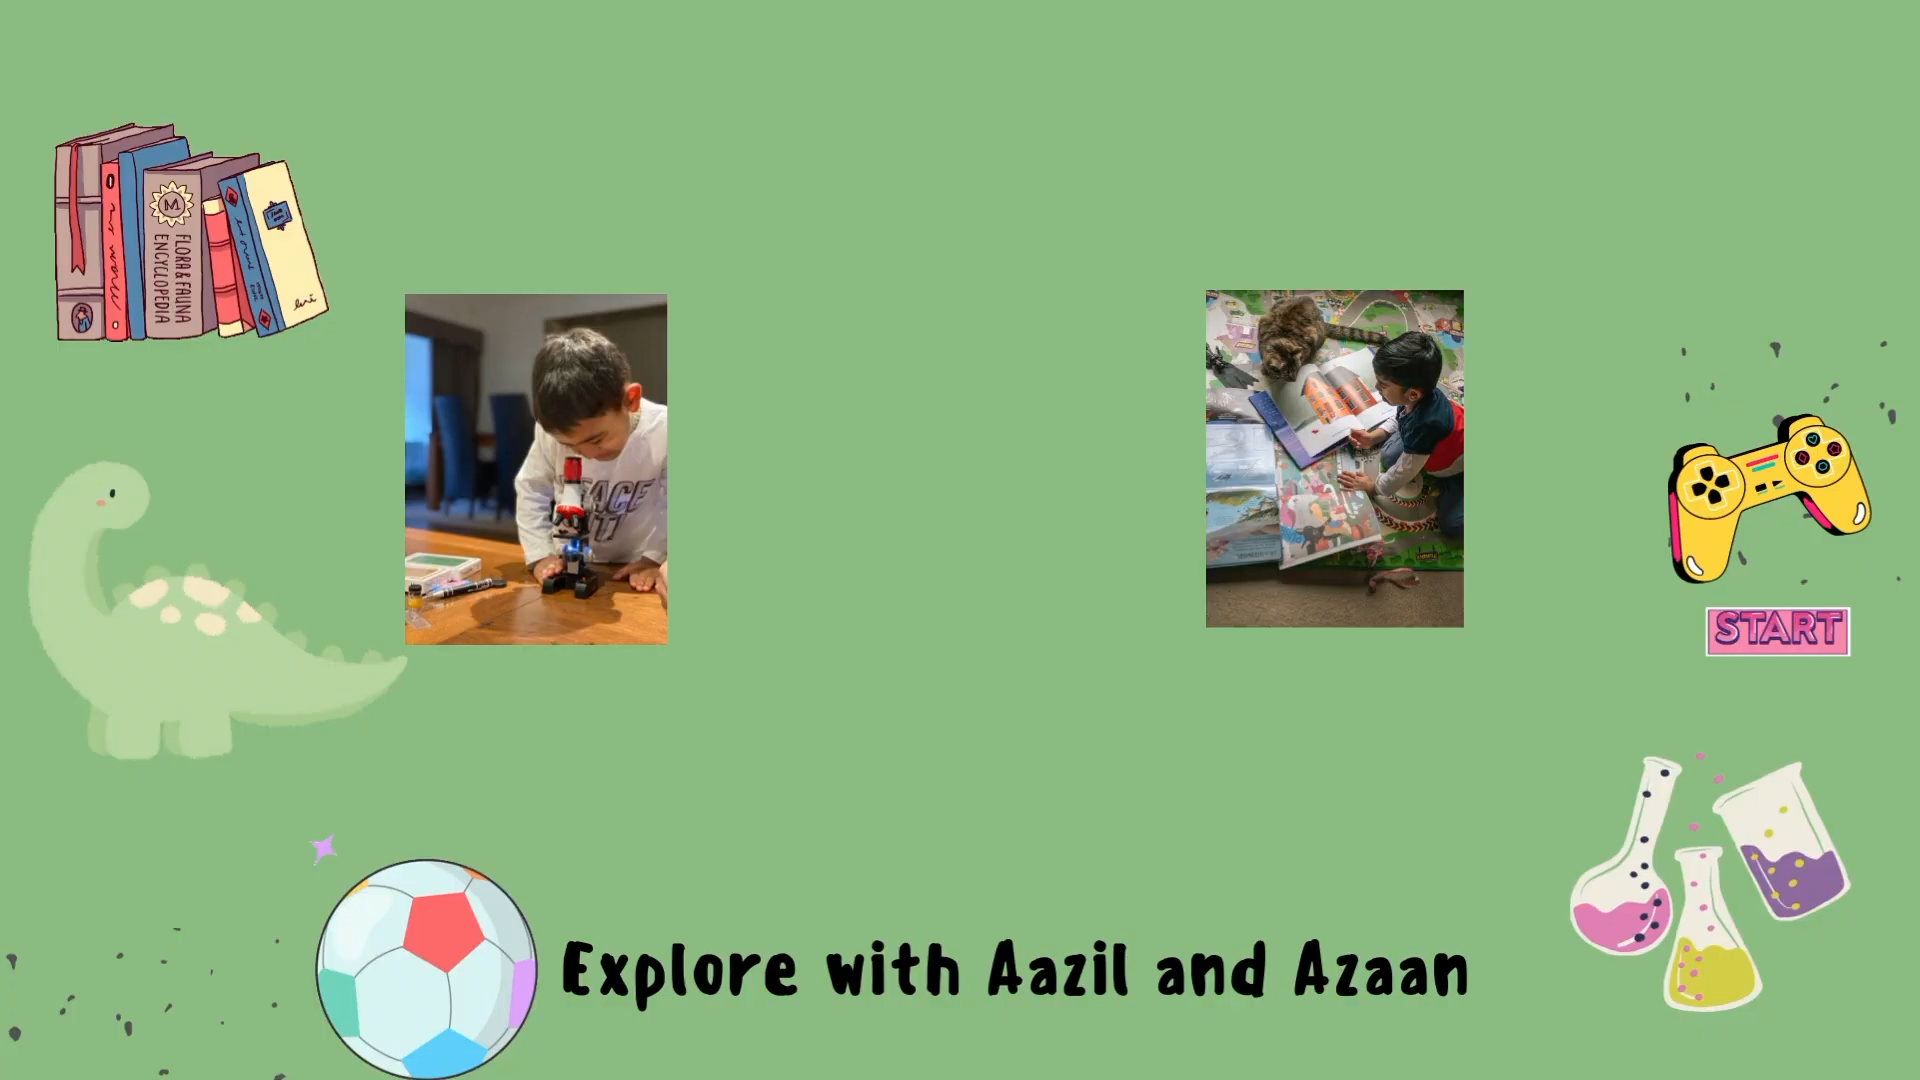 M
FLORA & FAUNA
ENCYCLOPEDIA
START
Explore with Aazil and Azaan